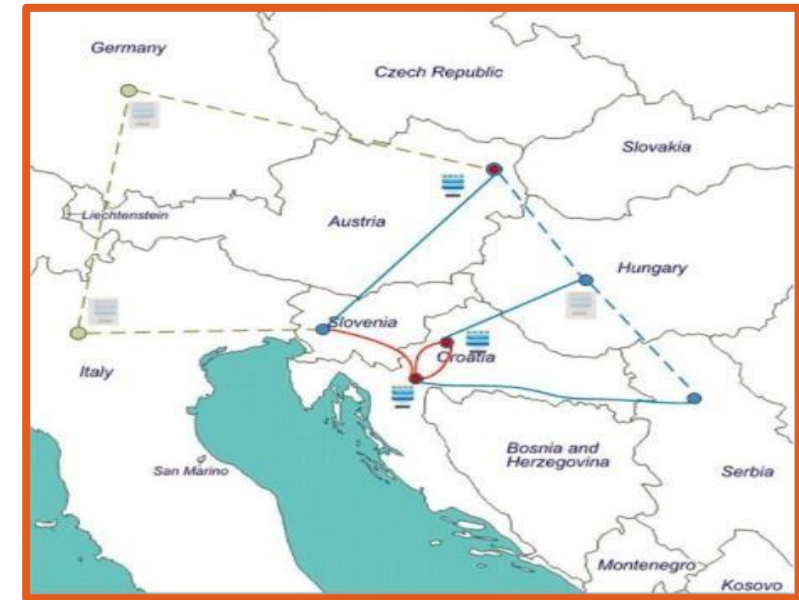 Germany
Czech Republic
Slovakia
Liechtenstein
Austria
Hungary
Slovenia
Croatia
Italy
Bosnia and
Herzegovina
San Marino
Serbia
Montenegro
Kosovo